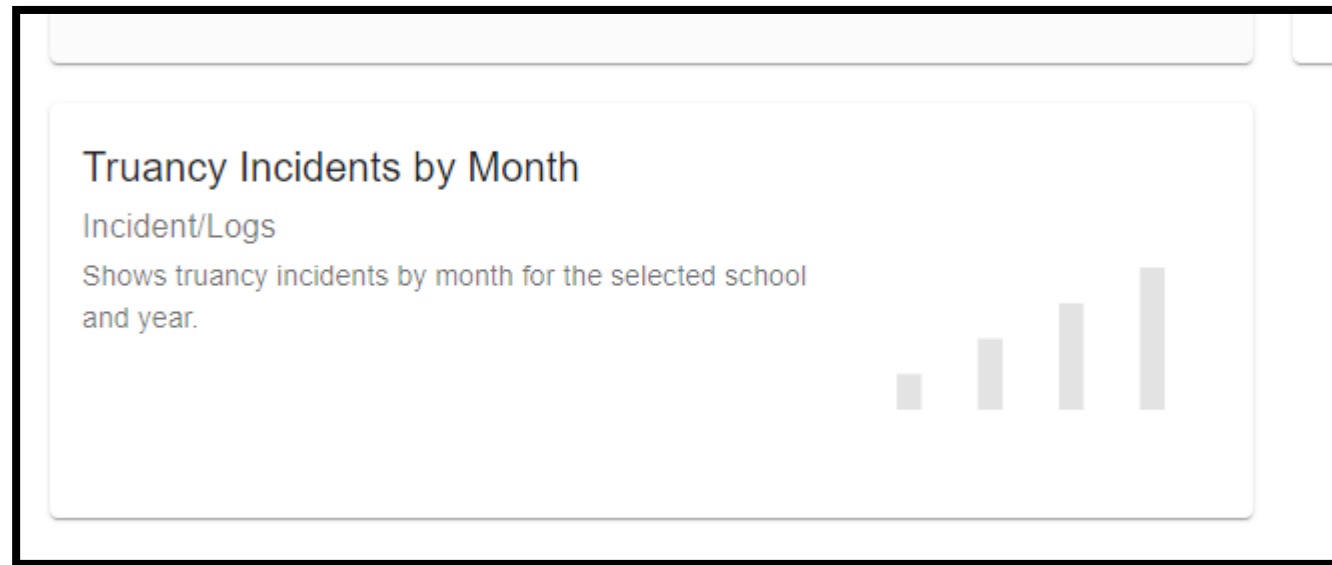 Truancy Incidents by Month
Incident/Logs
Shows truancy incidents by month for the selected school
and year.